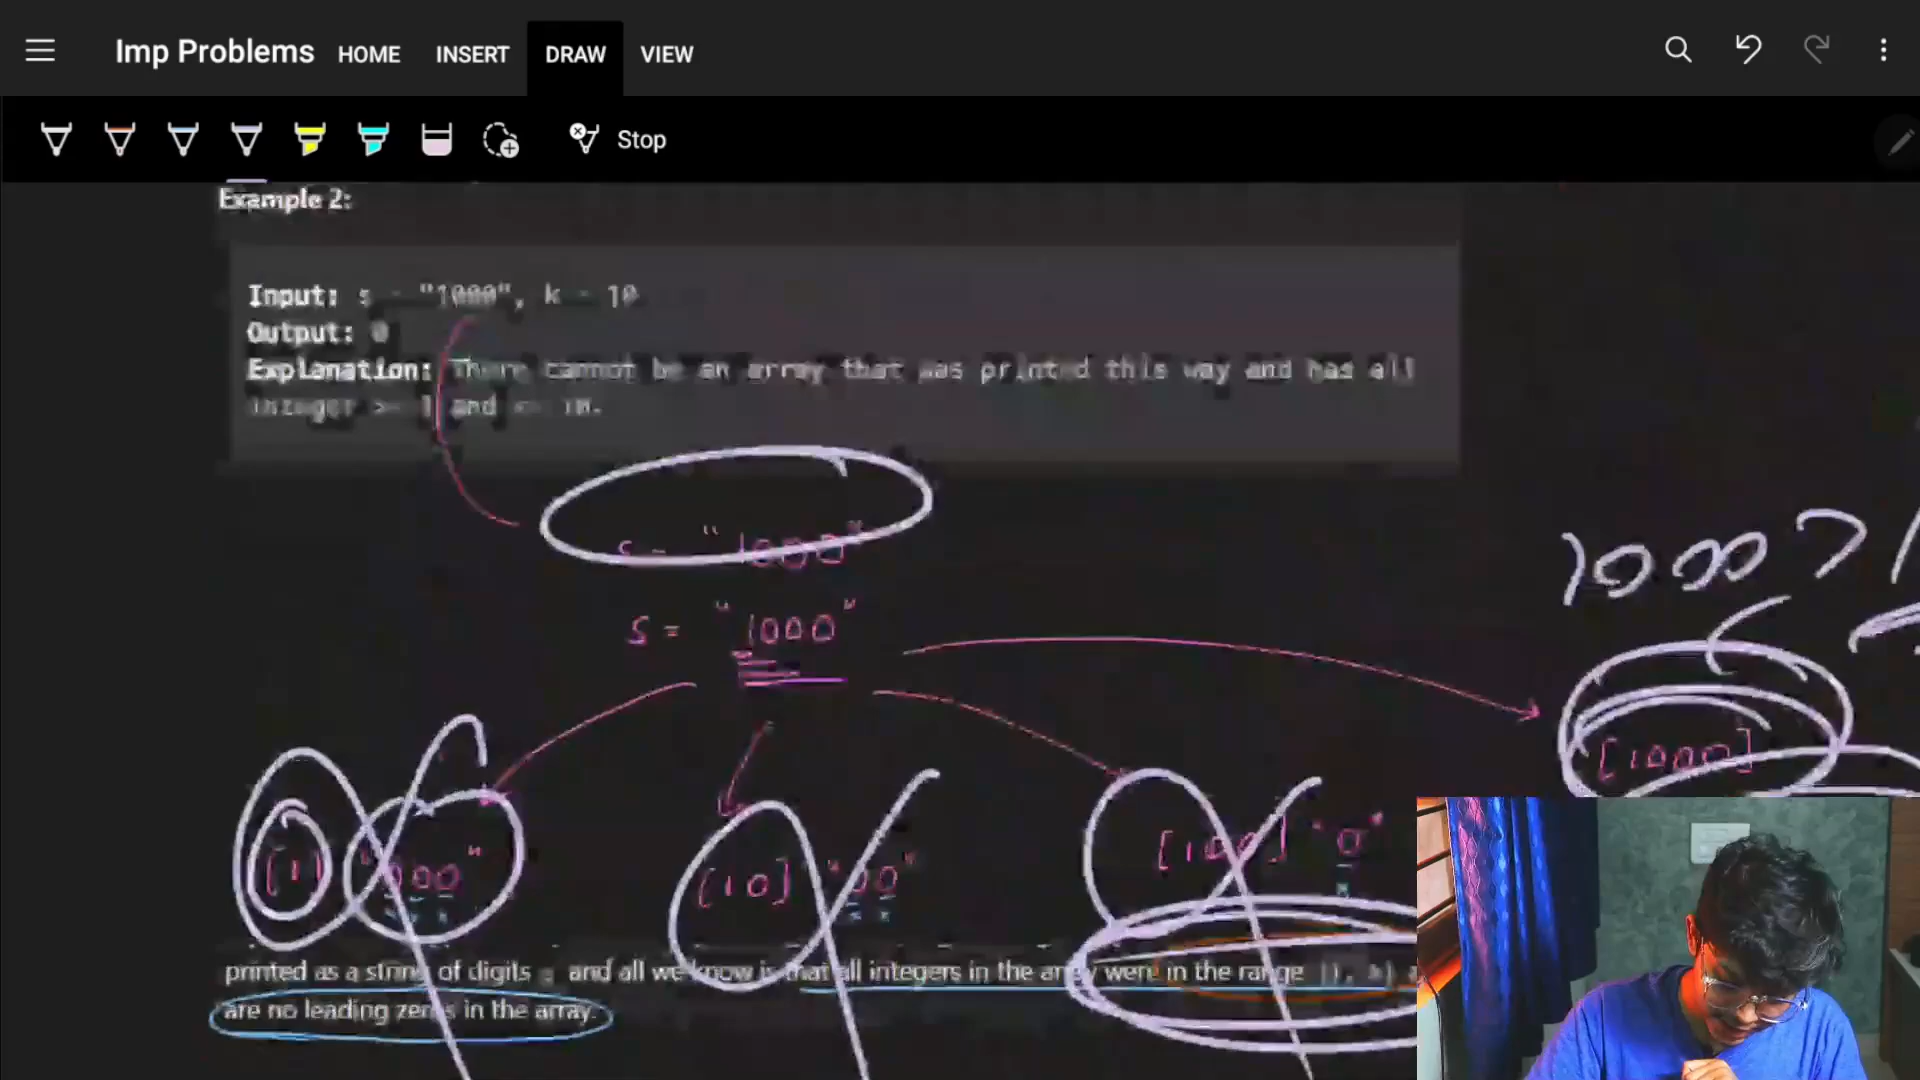 Imp Problems HOME INSERT DRAW VIEW
Stop
Example 2:
Input: s = "1000", k = 10
Output: 0
Explanation: There cannot be an array that was printed this way and has all
integer >= 1 and <= 10.
s = "1000"
s = "1000"
1000 >
[1000]
[1] "000"
[10] "00"
[100] "0"
printed as a string of digits s and all we know is that all integers in the array were in the range [1, k]
are no leading zeros in the array.